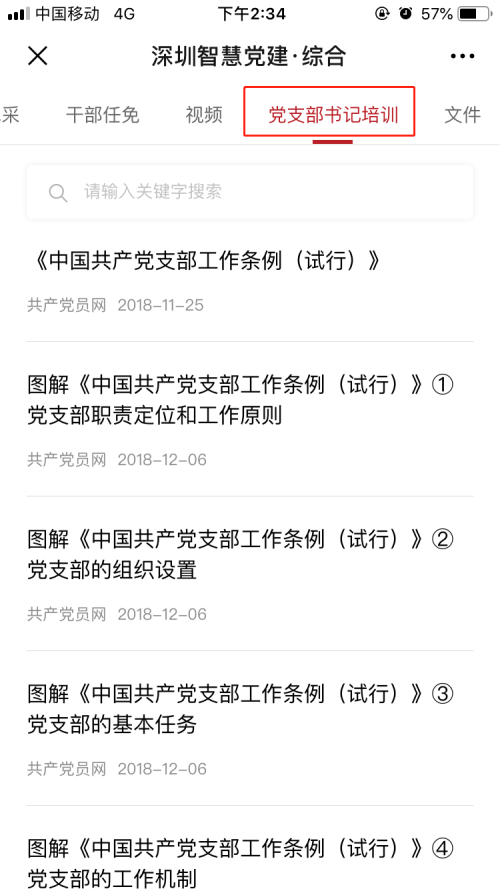 中国移动 4G 下午2:34 57%
深圳智慧党建·综合
采 干部任免 视频 党支部书记培训 文件
请输入关键字搜索
《中国共产党支部工作条例（试行）》
共产党员网 2018-11-25
图解《中国共产党支部工作条例（试行）》①
党支部职责定位和工作原则
共产党员网 2018-12-06
图解《中国共产党支部工作条例（试行）》②
党支部的组织设置
共产党员网 2018-12-06
图解《中国共产党支部工作条例（试行）》③
党支部的基本任务
共产党员网 2018-12-06
图解《中国共产党支部工作条例（试行）》④
党支部的工作机制